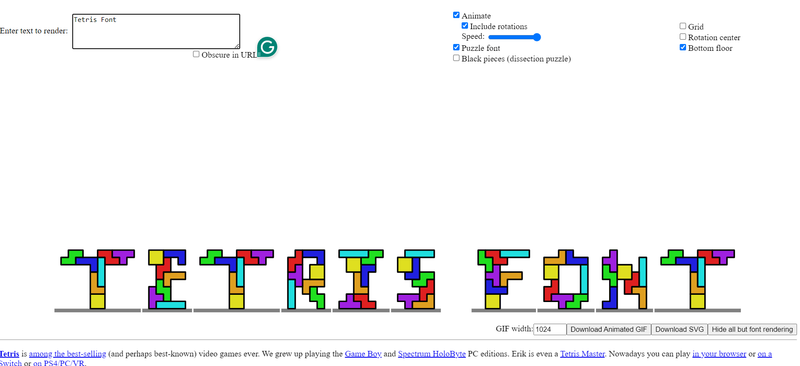 Enter text to render:
Tetris Font
Obscure in URL
Animate
Include rotations
Speed:
Puzzle font
Black pieces (dissection puzzle)
Grid
Rotation center
Bottom floor
TETRIS FONT
GIF width: 1024 Download Animated GIF Download SVG Hide all but font rendering
Tetris is among the best-selling (and perhaps best-known) video games ever. We grew up playing the Game Boy and Spectrum HoloByte PC editions. Erik is even a Tetris Master. Nowadays you can play in your browser or on a
Switch or on PS4/PC/VR.